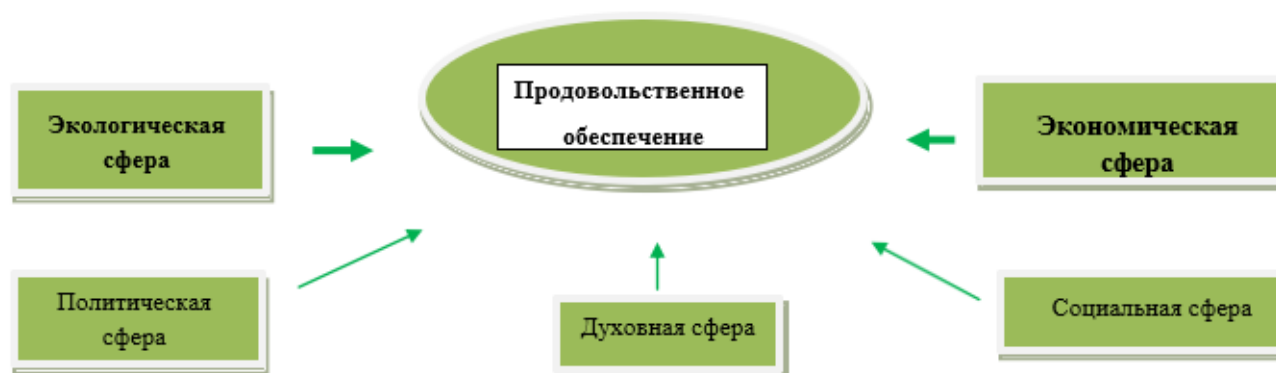 Продовольственное
обеспечение
Экологическая
сфера
Экономическая
сфера
Политическая
сфера
Духовная сфера
Социальная сфера